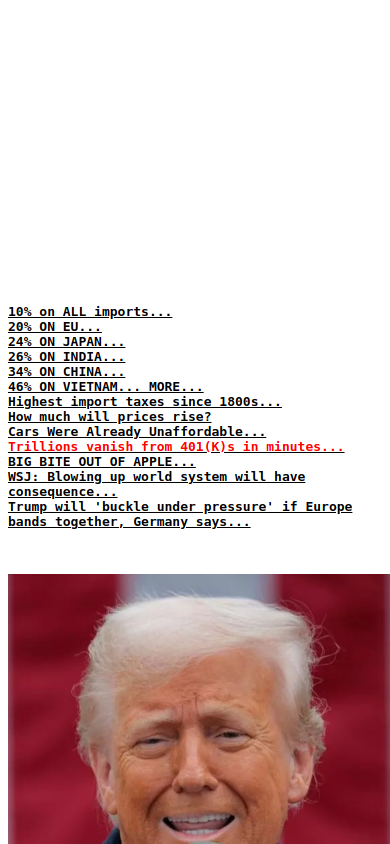 10% on ALL imports...
20% ON EU...
24% ON JAPAN...
26% ON INDIA...
34% ON CHINA...
46% ON VIETNAM... MORE...
Highest import taxes since 1800s...
How much will prices rise?
Cars Were Already Unaffordable...
Trillions vanish from 401(K)s in minutes...
BIG BITE OUT OF APPLE...
WSJ: Blowing up world system will have
consequence...
Trump will 'buckle under pressure' if Europe
bands together, Germany says...